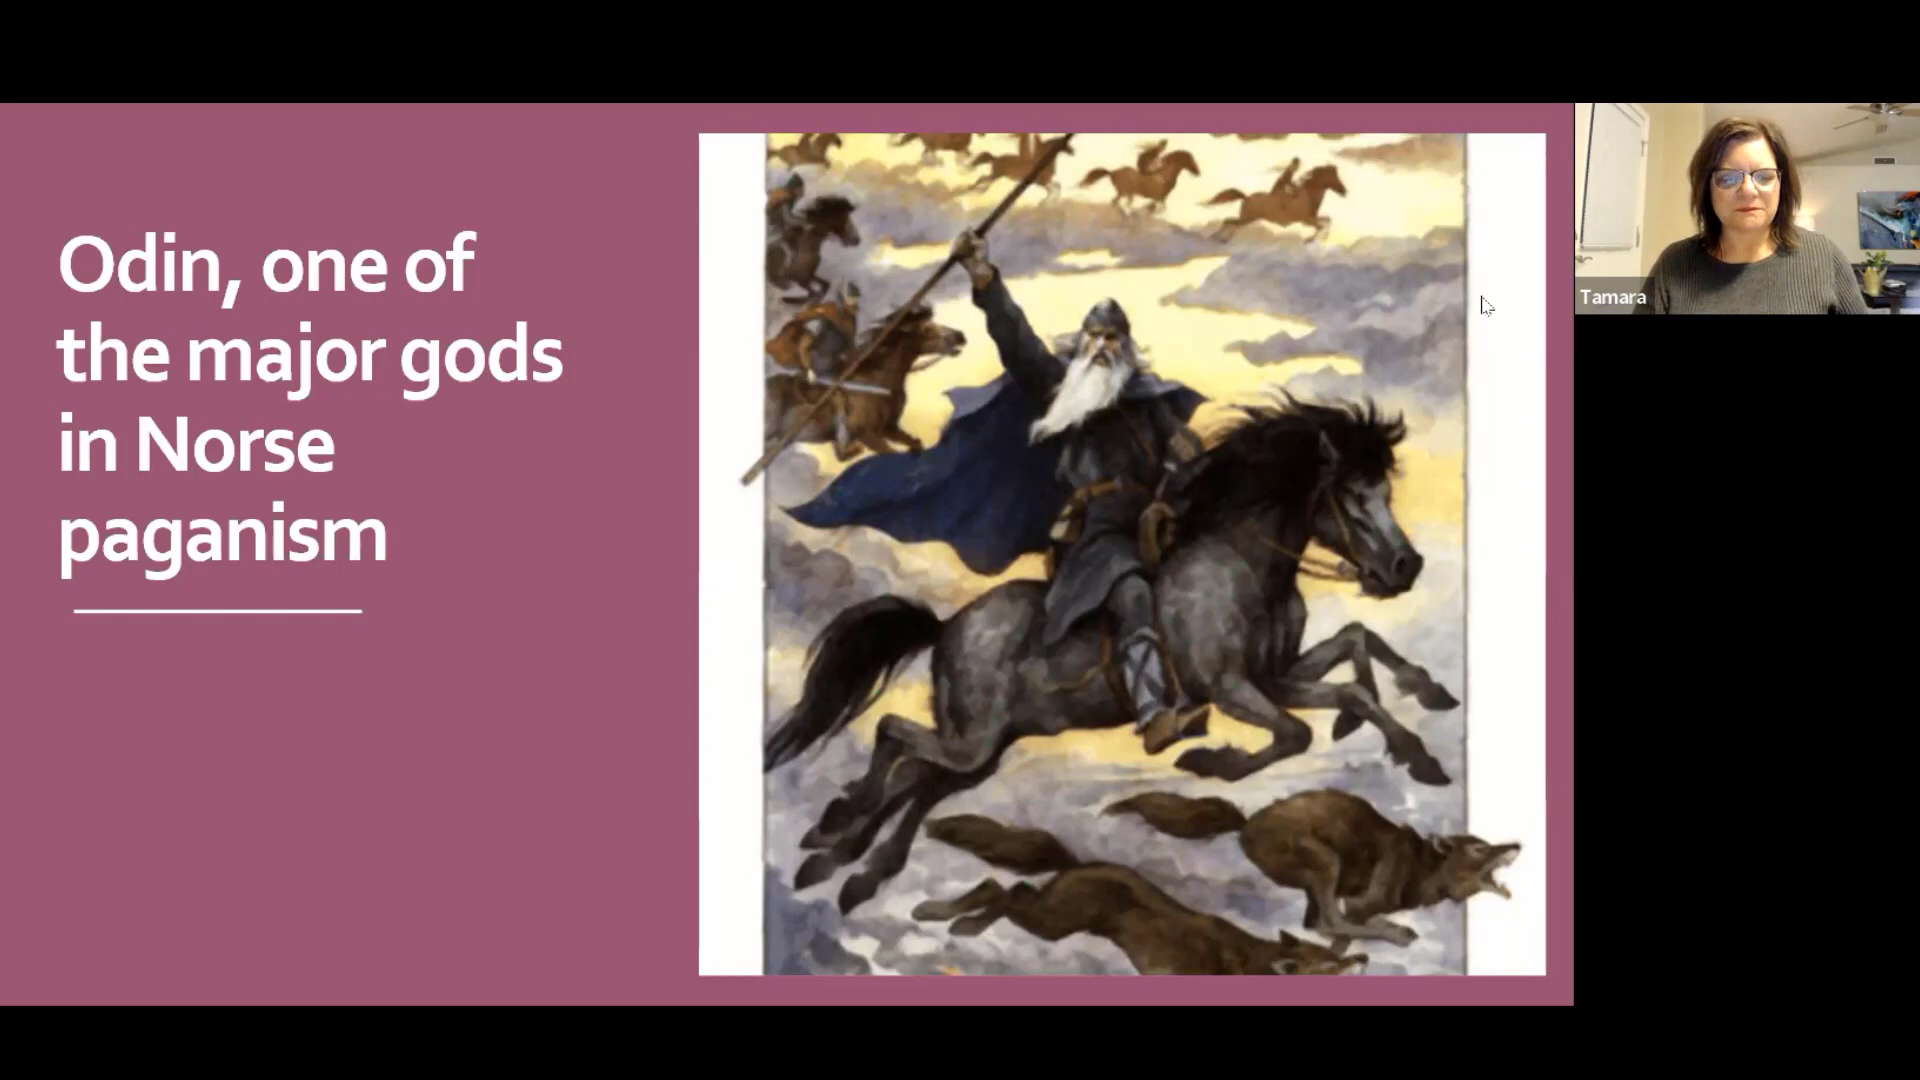 Odin, one of
the major gods
in Norse
paganism
Tamara